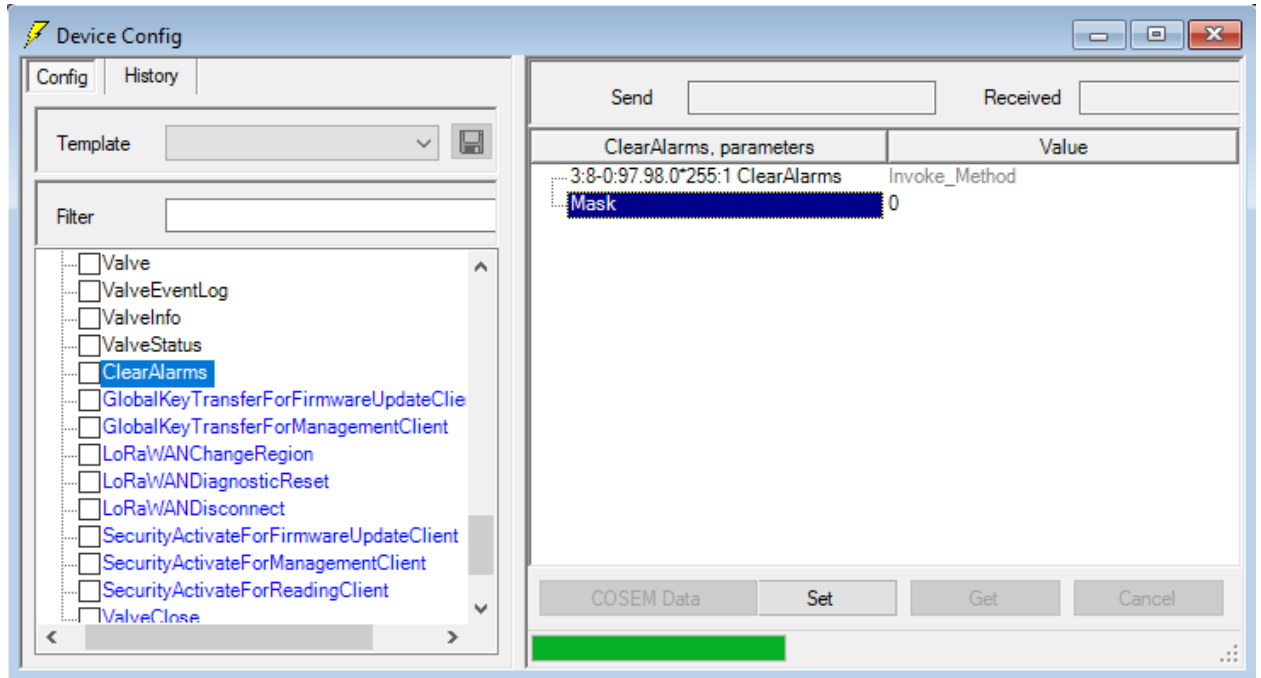 Device Config
Config History
Template
Filter
Valve
ValveEventLog
ValveInfo
ValveStatus
ClearAlarms
GlobalKeyTransferForFirmwareUpdateClie
GlobalKeyTransferForManagementClient
LoRaWANChangeRegion
LoRaWANDiagnosticReset
LoRaWANDisconnect
SecurityActivateForFirmwareUpdateClient
SecurityActivateForManagementClient
SecurityActivateForReadingClient
ValveClose
Send Received
ClearAlarms, parameters Value
3:8-0:97.98.0*255:1 ClearAlarms Invoke_Method
Mask 0
COSEM Data Set Get Cancel